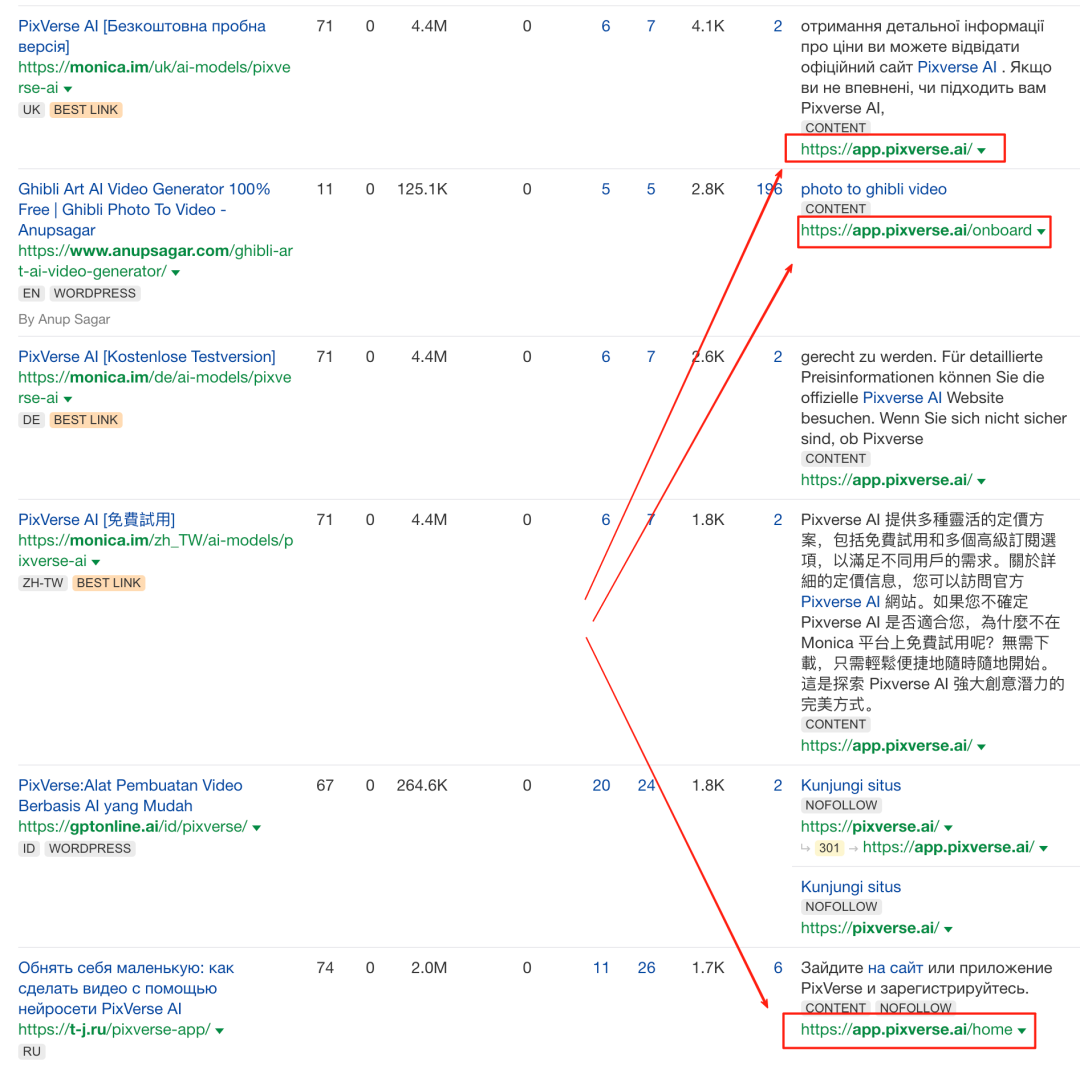 PixVerse AI [Безкоштовна пробна
версія]
https://monica.im/uk/ai-models/pixve
rse-ai
UK BEST LINK
71 0 4.4M 0 6 7 4.1K 2
отримання детальної інформації
про ціни ви можете відвідати
офіційний сайт Pixverse AI . Якщо
ви не впевнені, чи підходить вам
Pixverse AI,
CONTENT
https://app.pixverse.ai/
Ghibli Art AI Video Generator 100%
Free | Ghibli Photo To Video -
Anupsagar
https://www.anupsagar.com/ghibli-ar
t-ai-video-generator/
EN WORDPRESS
By Anup Sagar
11 0 125.1K 0 5 5 2.8K 196
photo to ghibli video
CONTENT
https://app.pixverse.ai/onboard
PixVerse AI [Kostenlose Testversion]
https://monica.im/de/ai-models/pixve
rse-ai
DE BEST LINK
71 0 4.4M 0 6 7 2.6K 2
gerecht zu werden. Für detaillierte
Preisinformationen können Sie die
offizielle Pixverse AI Website
besuchen. Wenn Sie sich nicht sicher
sind, ob Pixverse
CONTENT
https://app.pixverse.ai/
PixVerse AI [免費試用]
https://monica.im/zh_TW/ai-models/p
ixverse-ai
ZH-TW BEST LINK
71 0 4.4M 0 6 7 1.8K 2
Pixverse AI 提供多種靈活的定價方
案，包括免費試用和多個高級訂閱選
項，以滿足不同用戶的需求。關於詳
細的定價信息，您可以訪問官方
Pixverse AI 網站。如果您不確定
Pixverse AI 是否適合您，為什麼不在
Monica 平台上免費試用呢？無需下
載，只需輕鬆便捷地隨時隨地開始。
這是探索 Pixverse AI 強大創意潛力的
完美方式。
CONTENT
https://app.pixverse.ai/
PixVerse:Alat Pembuatan Video
Berbasis AI yang Mudah
https://gptonline.ai/id/pixverse/
ID WORDPRESS
67 0 264.6K 0 20 24 1.8K 2
Kunjungi situs
NOFOLLOW
https://pixverse.ai/
↳ 301 → https://app.pixverse.ai/
Kunjungi situs
NOFOLLOW
https://pixverse.ai/
Обнять себя маленькую: как
сделать видео с помощью
нейросети PixVerse AI
https://t-j.ru/pixverse-app/
RU
74 0 2.0M 0 11 26 1.7K 6
Зайдите на сайт или приложение
PixVerse и зарегистрируйтесь.
CONTENT NOFOLLOW
https://app.pixverse.ai/home